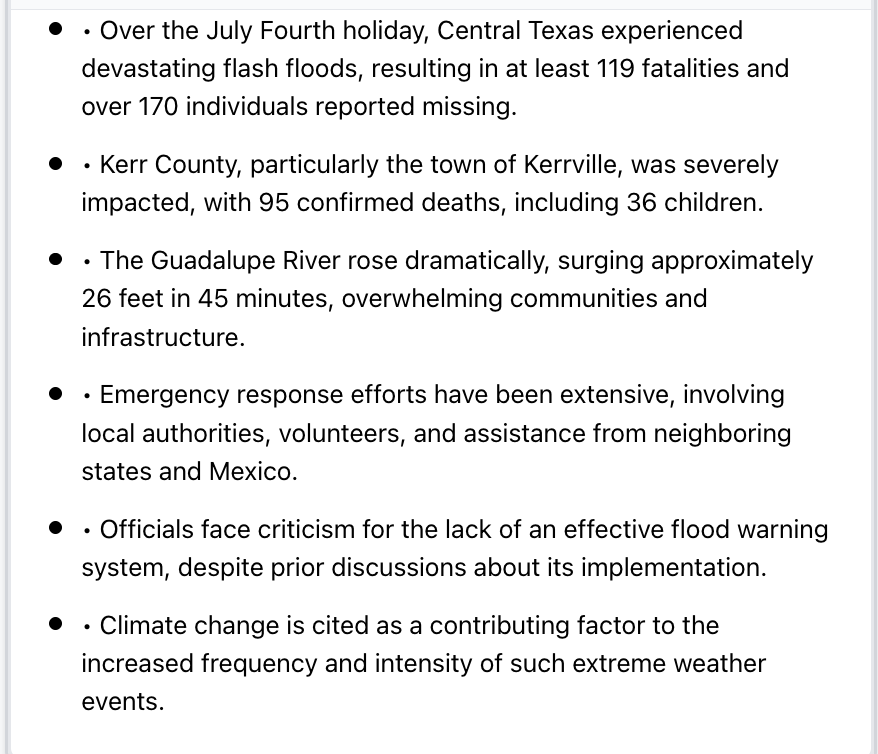 • • Over the July Fourth holiday, Central Texas experienced
devastating flash floods, resulting in at least 119 fatalities and
over 170 individuals reported missing.
• • Kerr County, particularly the town of Kerrville, was severely
impacted, with 95 confirmed deaths, including 36 children.
• • The Guadalupe River rose dramatically, surging approximately
26 feet in 45 minutes, overwhelming communities and
infrastructure.
• • Emergency response efforts have been extensive, involving
local authorities, volunteers, and assistance from neighboring
states and Mexico.
• • Officials face criticism for the lack of an effective flood warning
system, despite prior discussions about its implementation.
• • Climate change is cited as a contributing factor to the
increased frequency and intensity of such extreme weather
events.